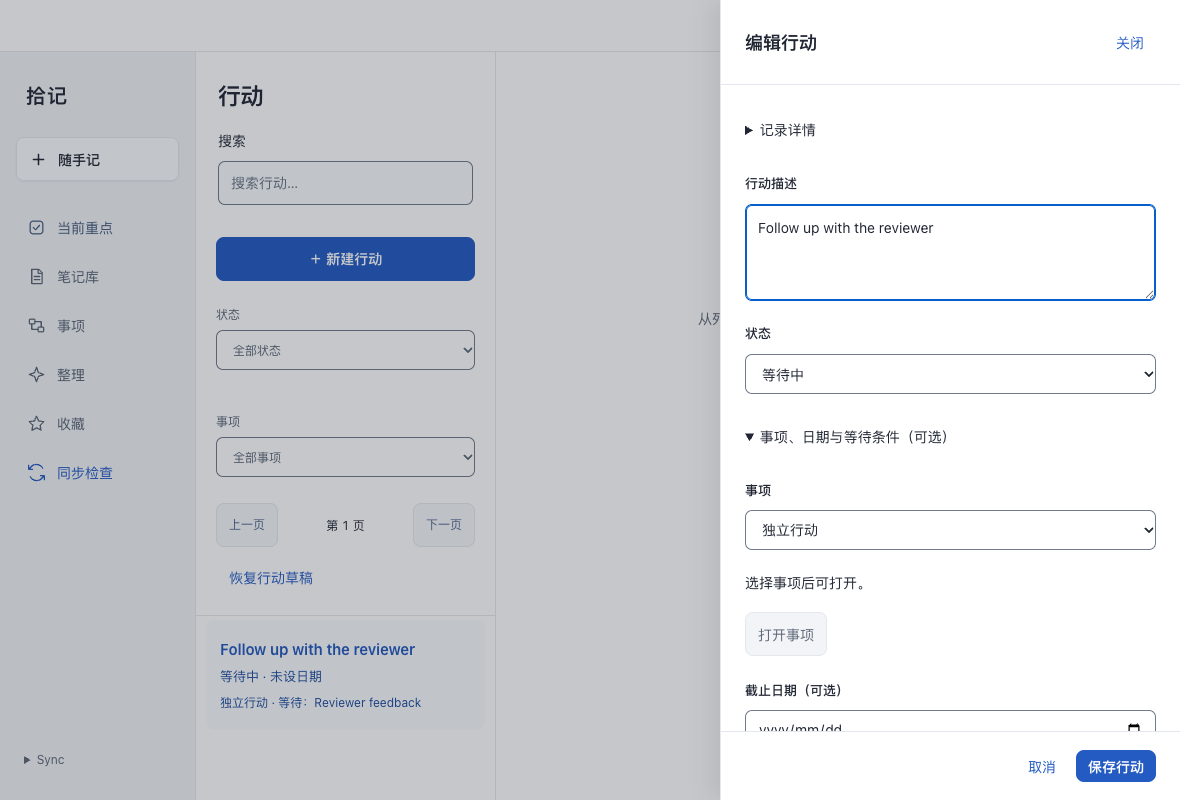 拾记
随手记
当前重点
笔记库
事项
整理
收藏
同步检查
Sync
行动
搜索
搜索行动...
+ 新建行动
状态
全部状态
事项
全部事项
上一页
第 1 页
下一页
恢复行动草稿
Follow up with the reviewer
等待中 · 未设日期
独立行动 · 等待：Reviewer feedback
从列
编辑行动
关闭
记录详情
行动描述
Follow up with the reviewer
状态
等待中
事项、日期与等待条件（可选）
事项
独立行动
选择事项后可打开。
打开事项
截止日期（可选）
yyyy/mm/dd
取消
保存行动